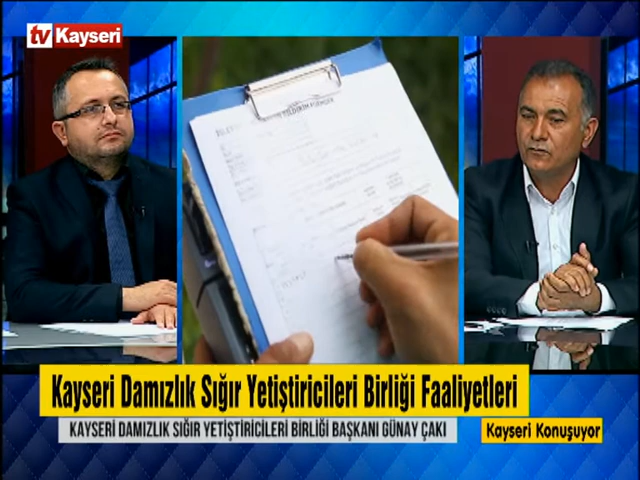 tv Kayseri
Kayseri Damızlık Sığır Yetiştiricileri Birliği Faaliyetleri
KAYSERİ DAMIZLIK SIĞIR YETİŞTİRİCİLERİ BİRLİĞİ BAŞKANI GÜNAY ÇAKI
Kayseri Konuşuyor